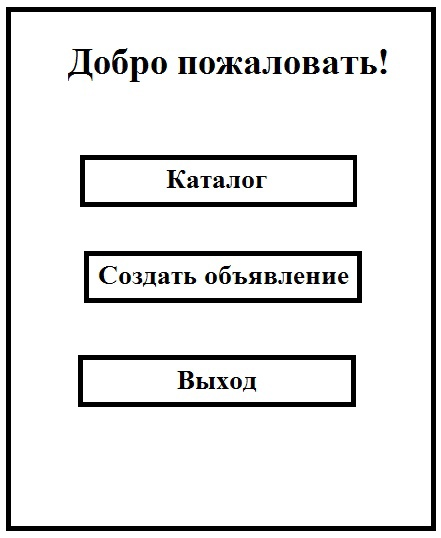 Добро пожаловать!
Каталог
Создать объявление
Выход